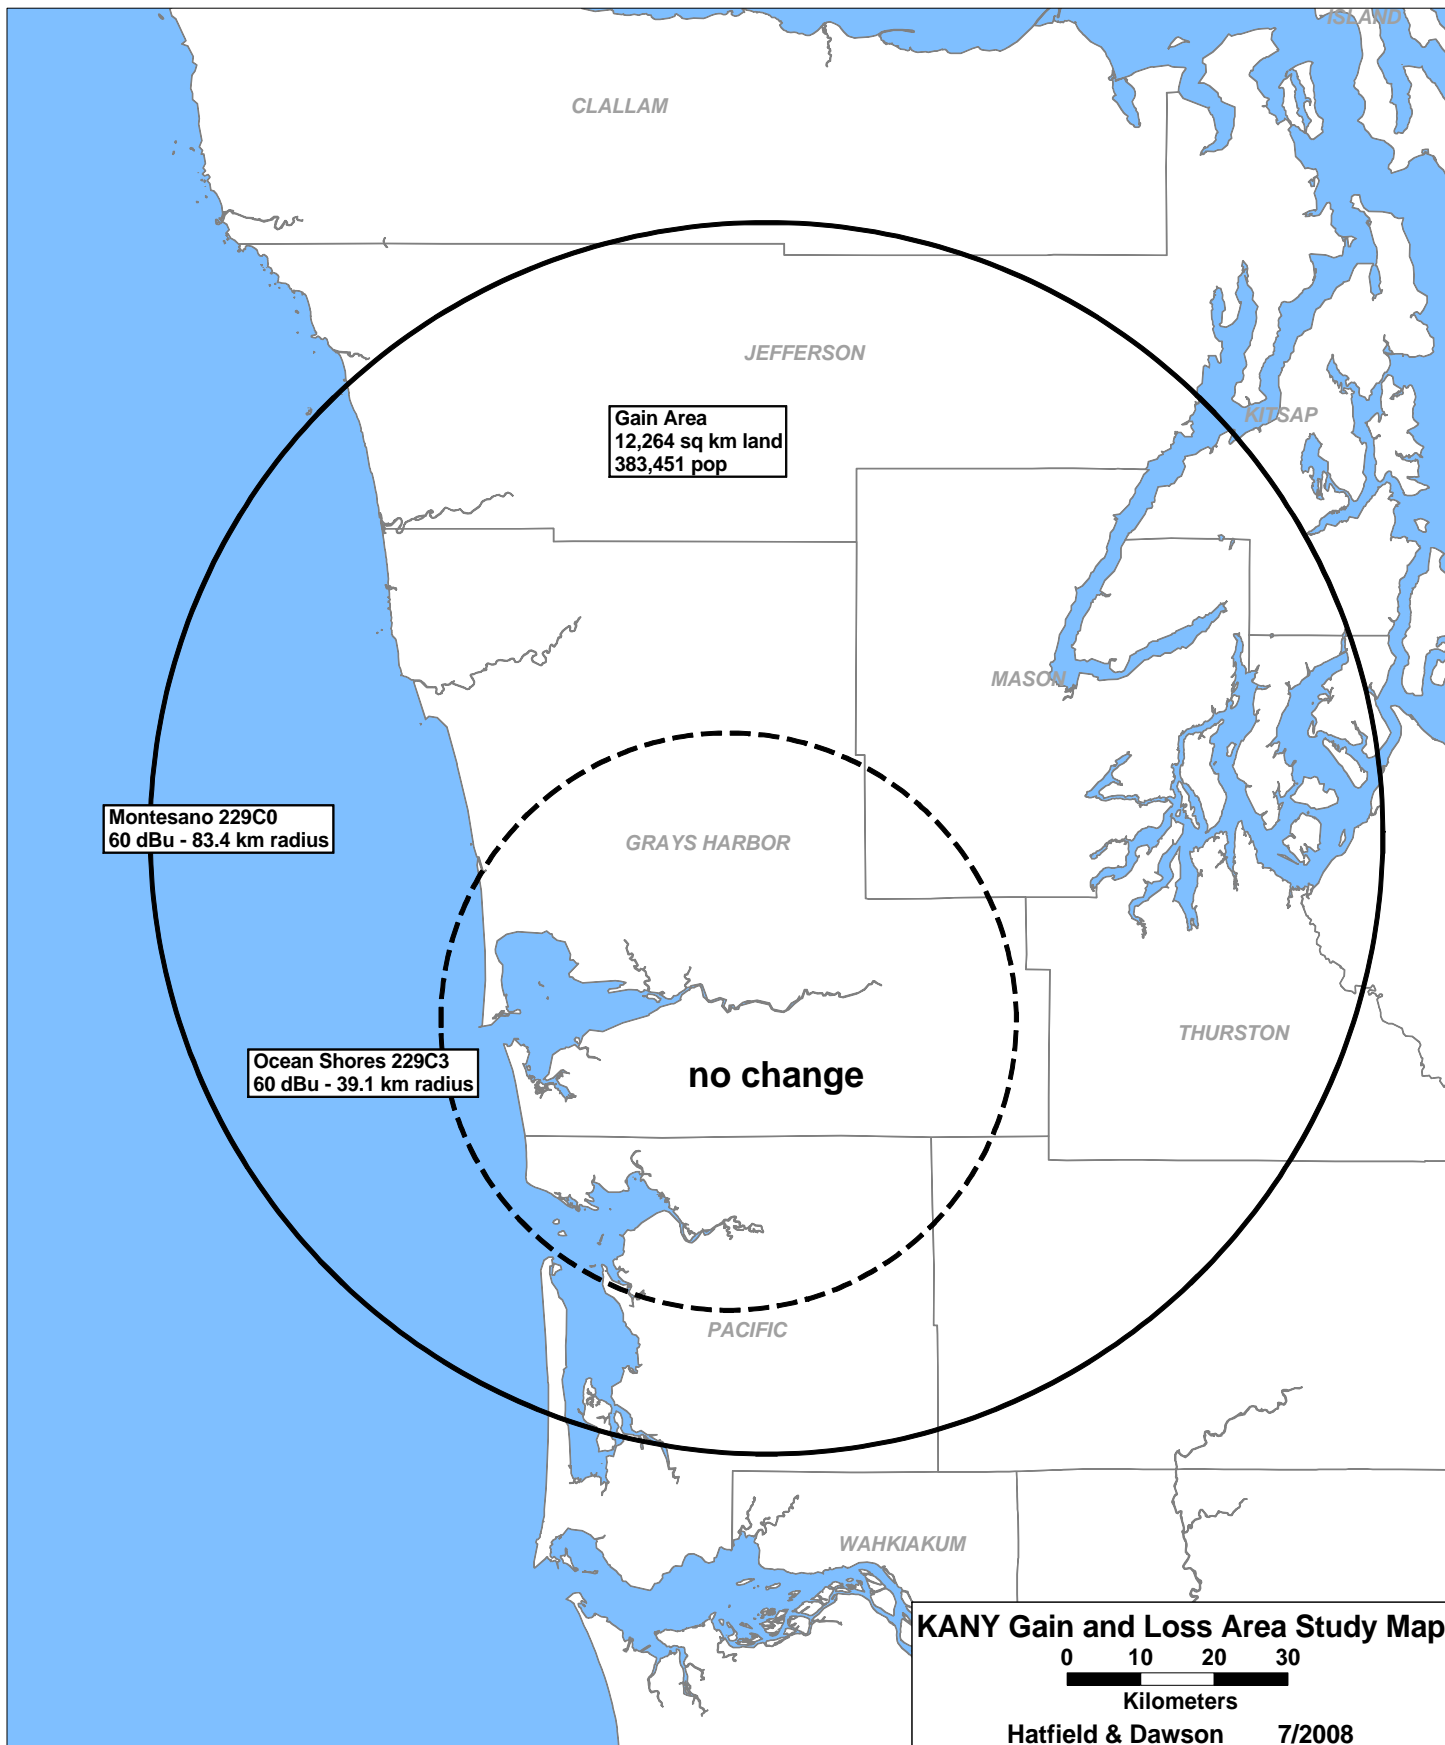 ISLAND
CLALLAM
JEFFERSON
KITSAP
Gain Area
12,264 sq km land
383,451 pop
MASON
Montesano 229C0
60 dBu - 83.4 km radius
GRAYS HARBOR
THURSTON
Ocean Shores 229C3
60 dBu - 39.1 km radius
no change
PACIFIC
WAHKIAKUM
KANY Gain and Loss Area Study Map
0 10 20 30
Kilometers
Hatfield & Dawson 7/2008